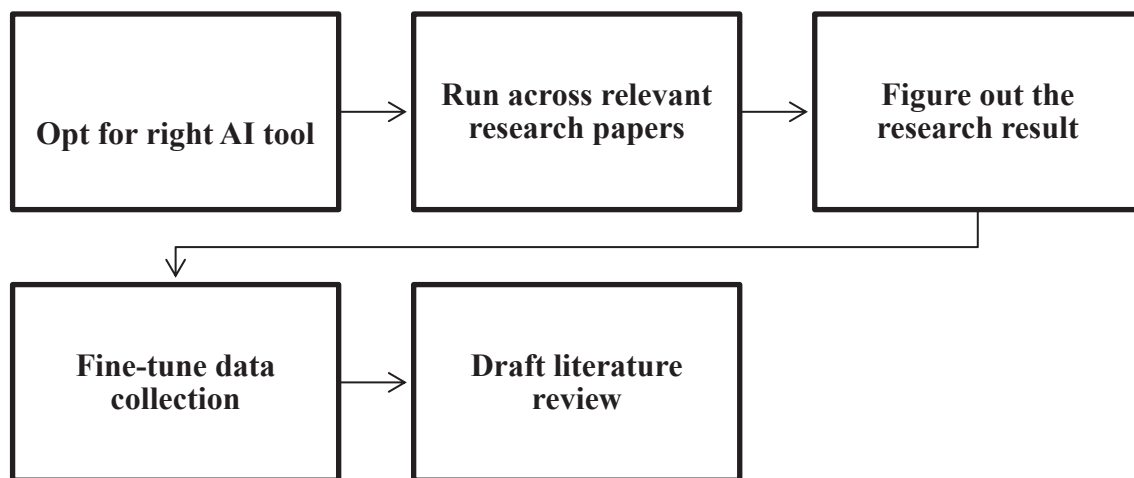 Opt for right AI tool
Run across relevant
research papers
Figure out the
research result
Fine-tune data
collection
Draft literature
review